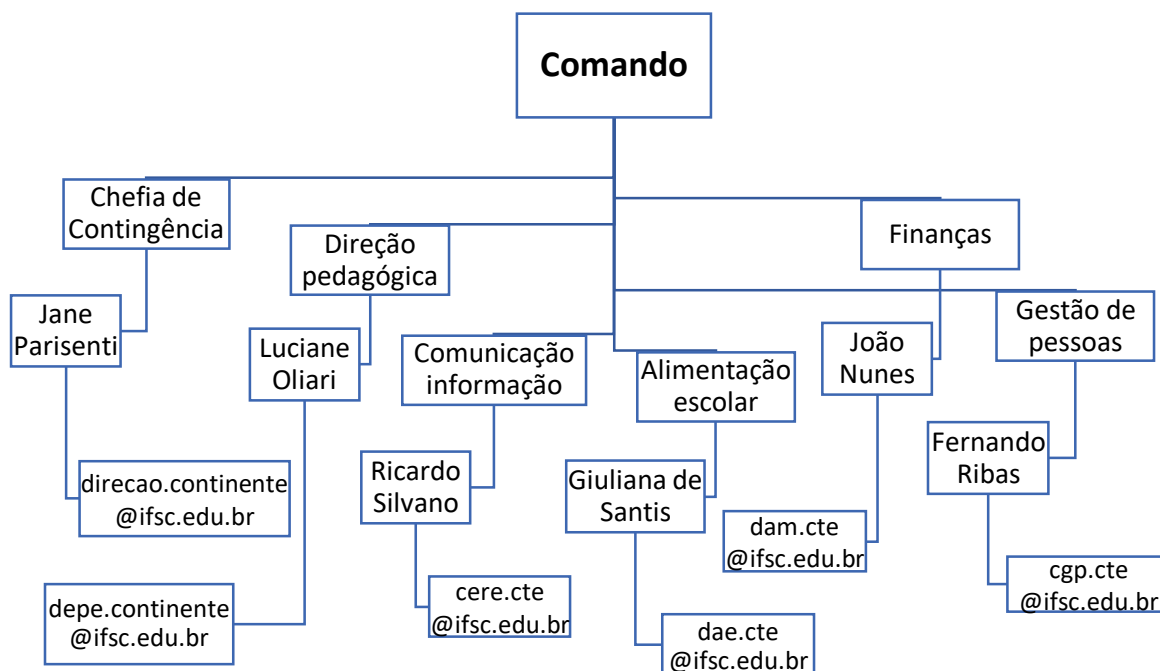 Comando
Chefia de
Contingência
Direção
pedagógica
Finanças
Jane
Parisenti
Luciane
Oliari
Comunicação
informação
Alimentação
escolar
João
Nunes
Gestão de
pessoas
direcao.continente
@ifsc.edu.br
Ricardo
Silvano
Giuliana de
Santis
dam.cte
@ifsc.edu.br
Fernando
Ribas
depe.continente
@ifsc.edu.br
cere.cte
@ifsc.edu.br
dae.cte
@ifsc.edu.br
cgp.cte
@ifsc.edu.br